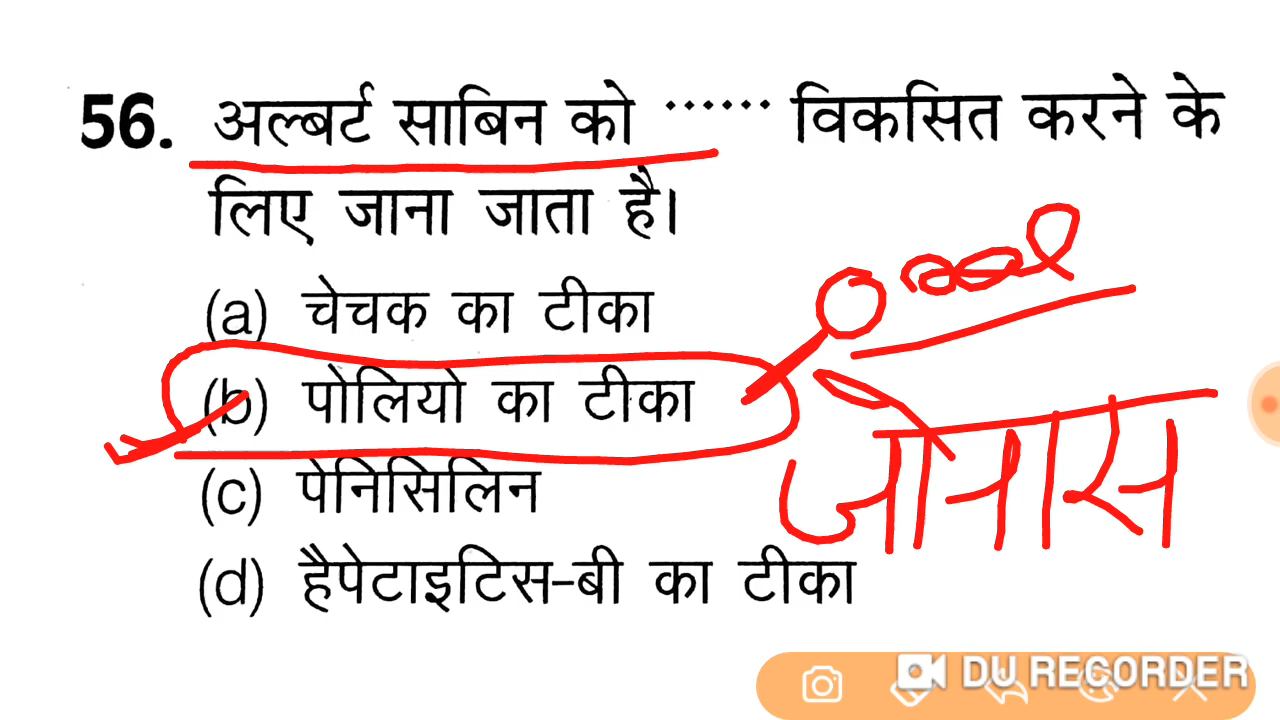 56. अल्बर्ट साबिन को ...... विकसित करने के
लिए जाना जाता है।
(a) चेचक का टीका
(b) पोलियो का टीका
(c) पेनिसिलिन
(d) हैपेटाइटिस-बी का टीका
जोनास
DU RECORDER